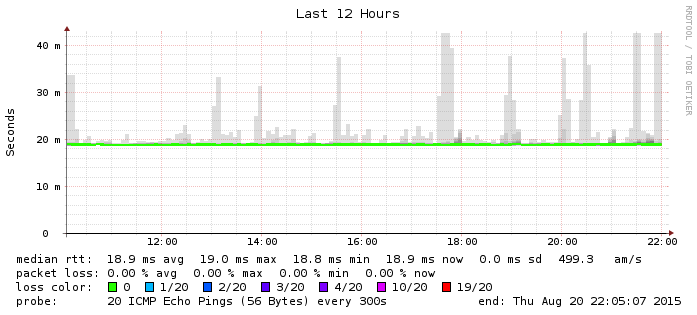 Last 12 Hours
RRDTOOL / TOBI OETIKER
Seconds
40 m
30 m
20 m
10 m
0
12:00 14:00 16:00 18:00 20:00 22:00
median rtt: 18.9 ms avg 19.0 ms max 18.8 ms min 18.9 ms now 0.0 ms sd 499.3 am/s
packet loss: 0.00 % avg 0.00 % max 0.00 % min 0.00 % now
loss color: 0 1/20 2/20 3/20 4/20 10/20 19/20
probe: 20 ICMP Echo Pings (56 Bytes) every 300s end: Thu Aug 20 22:05:07 2015